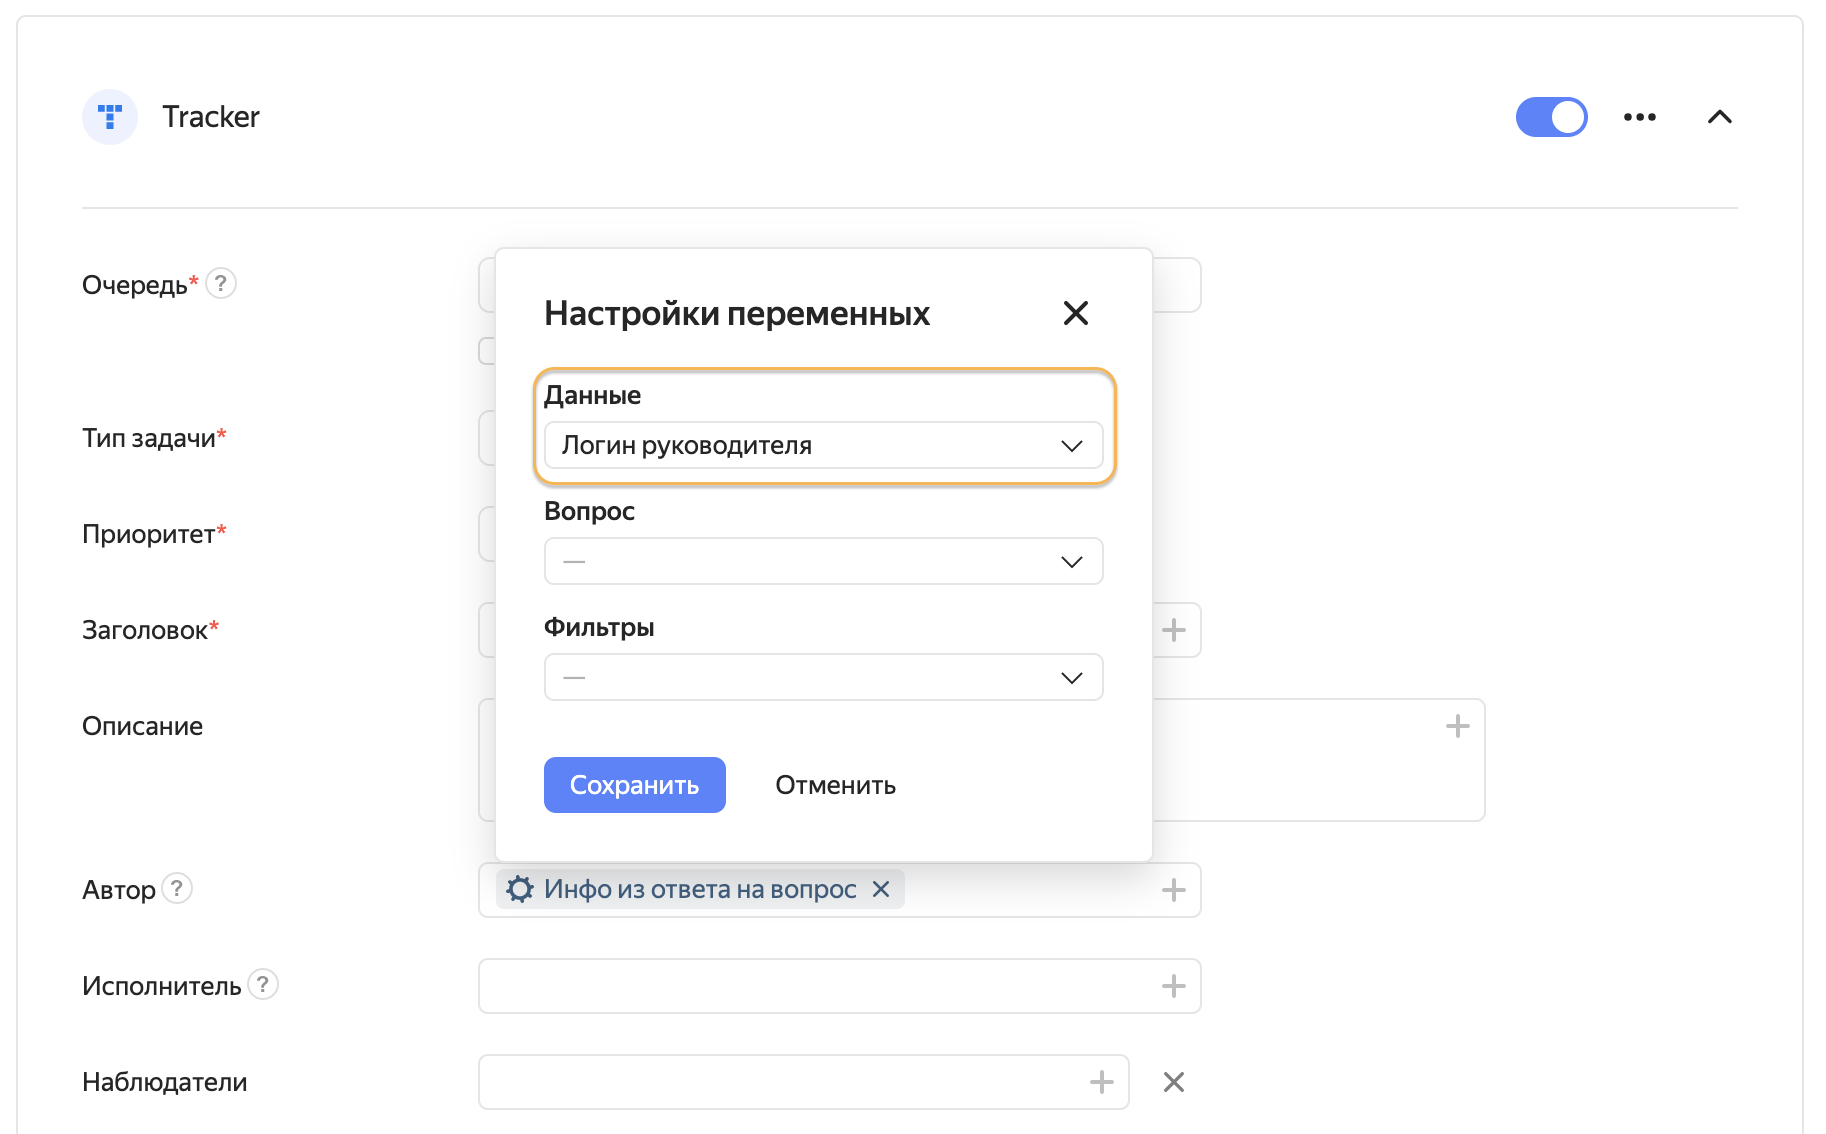 Tracker
Очередь* ?
Настройки переменных
Данные
Логин руководителя
Тип задачи*
Вопрос
—
Приоритет*
Фильтры
—
Заголовок*
Описание
Сохранить Отменить
Автор ? Инфо из ответа на вопрос
Исполнитель ?
Наблюдатели